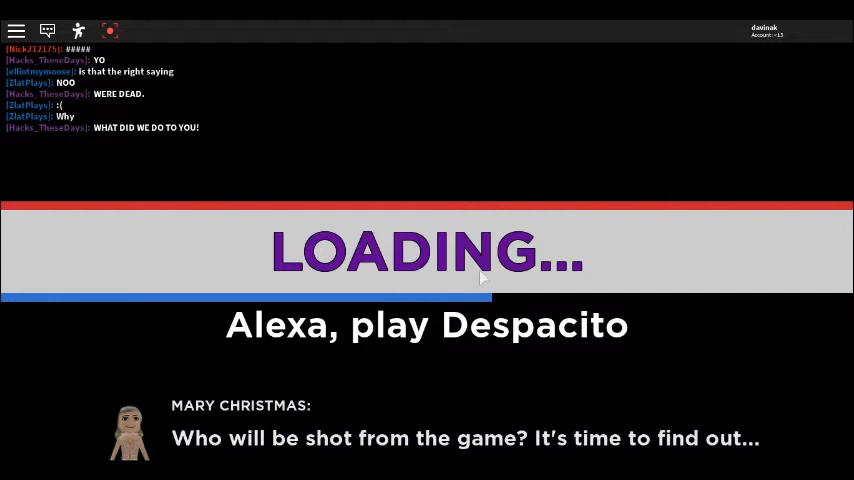 davinak
Account: <13
[Nick212175]: #####
[Hacks_TheseDays]: YO
[elliotmymoose]: is that the right saying
[ZlatPlays]: NOO
[Hacks_TheseDays]: WERE DEAD.
[ZlatPlays]: :(
[ZlatPlays]: Why
[Hacks_TheseDays]: WHAT DID WE DO TO YOU!
LOADING...
Alexa, play Despacito
MARY CHRISTMAS:
Who will be shot from the game? It's time to find out...